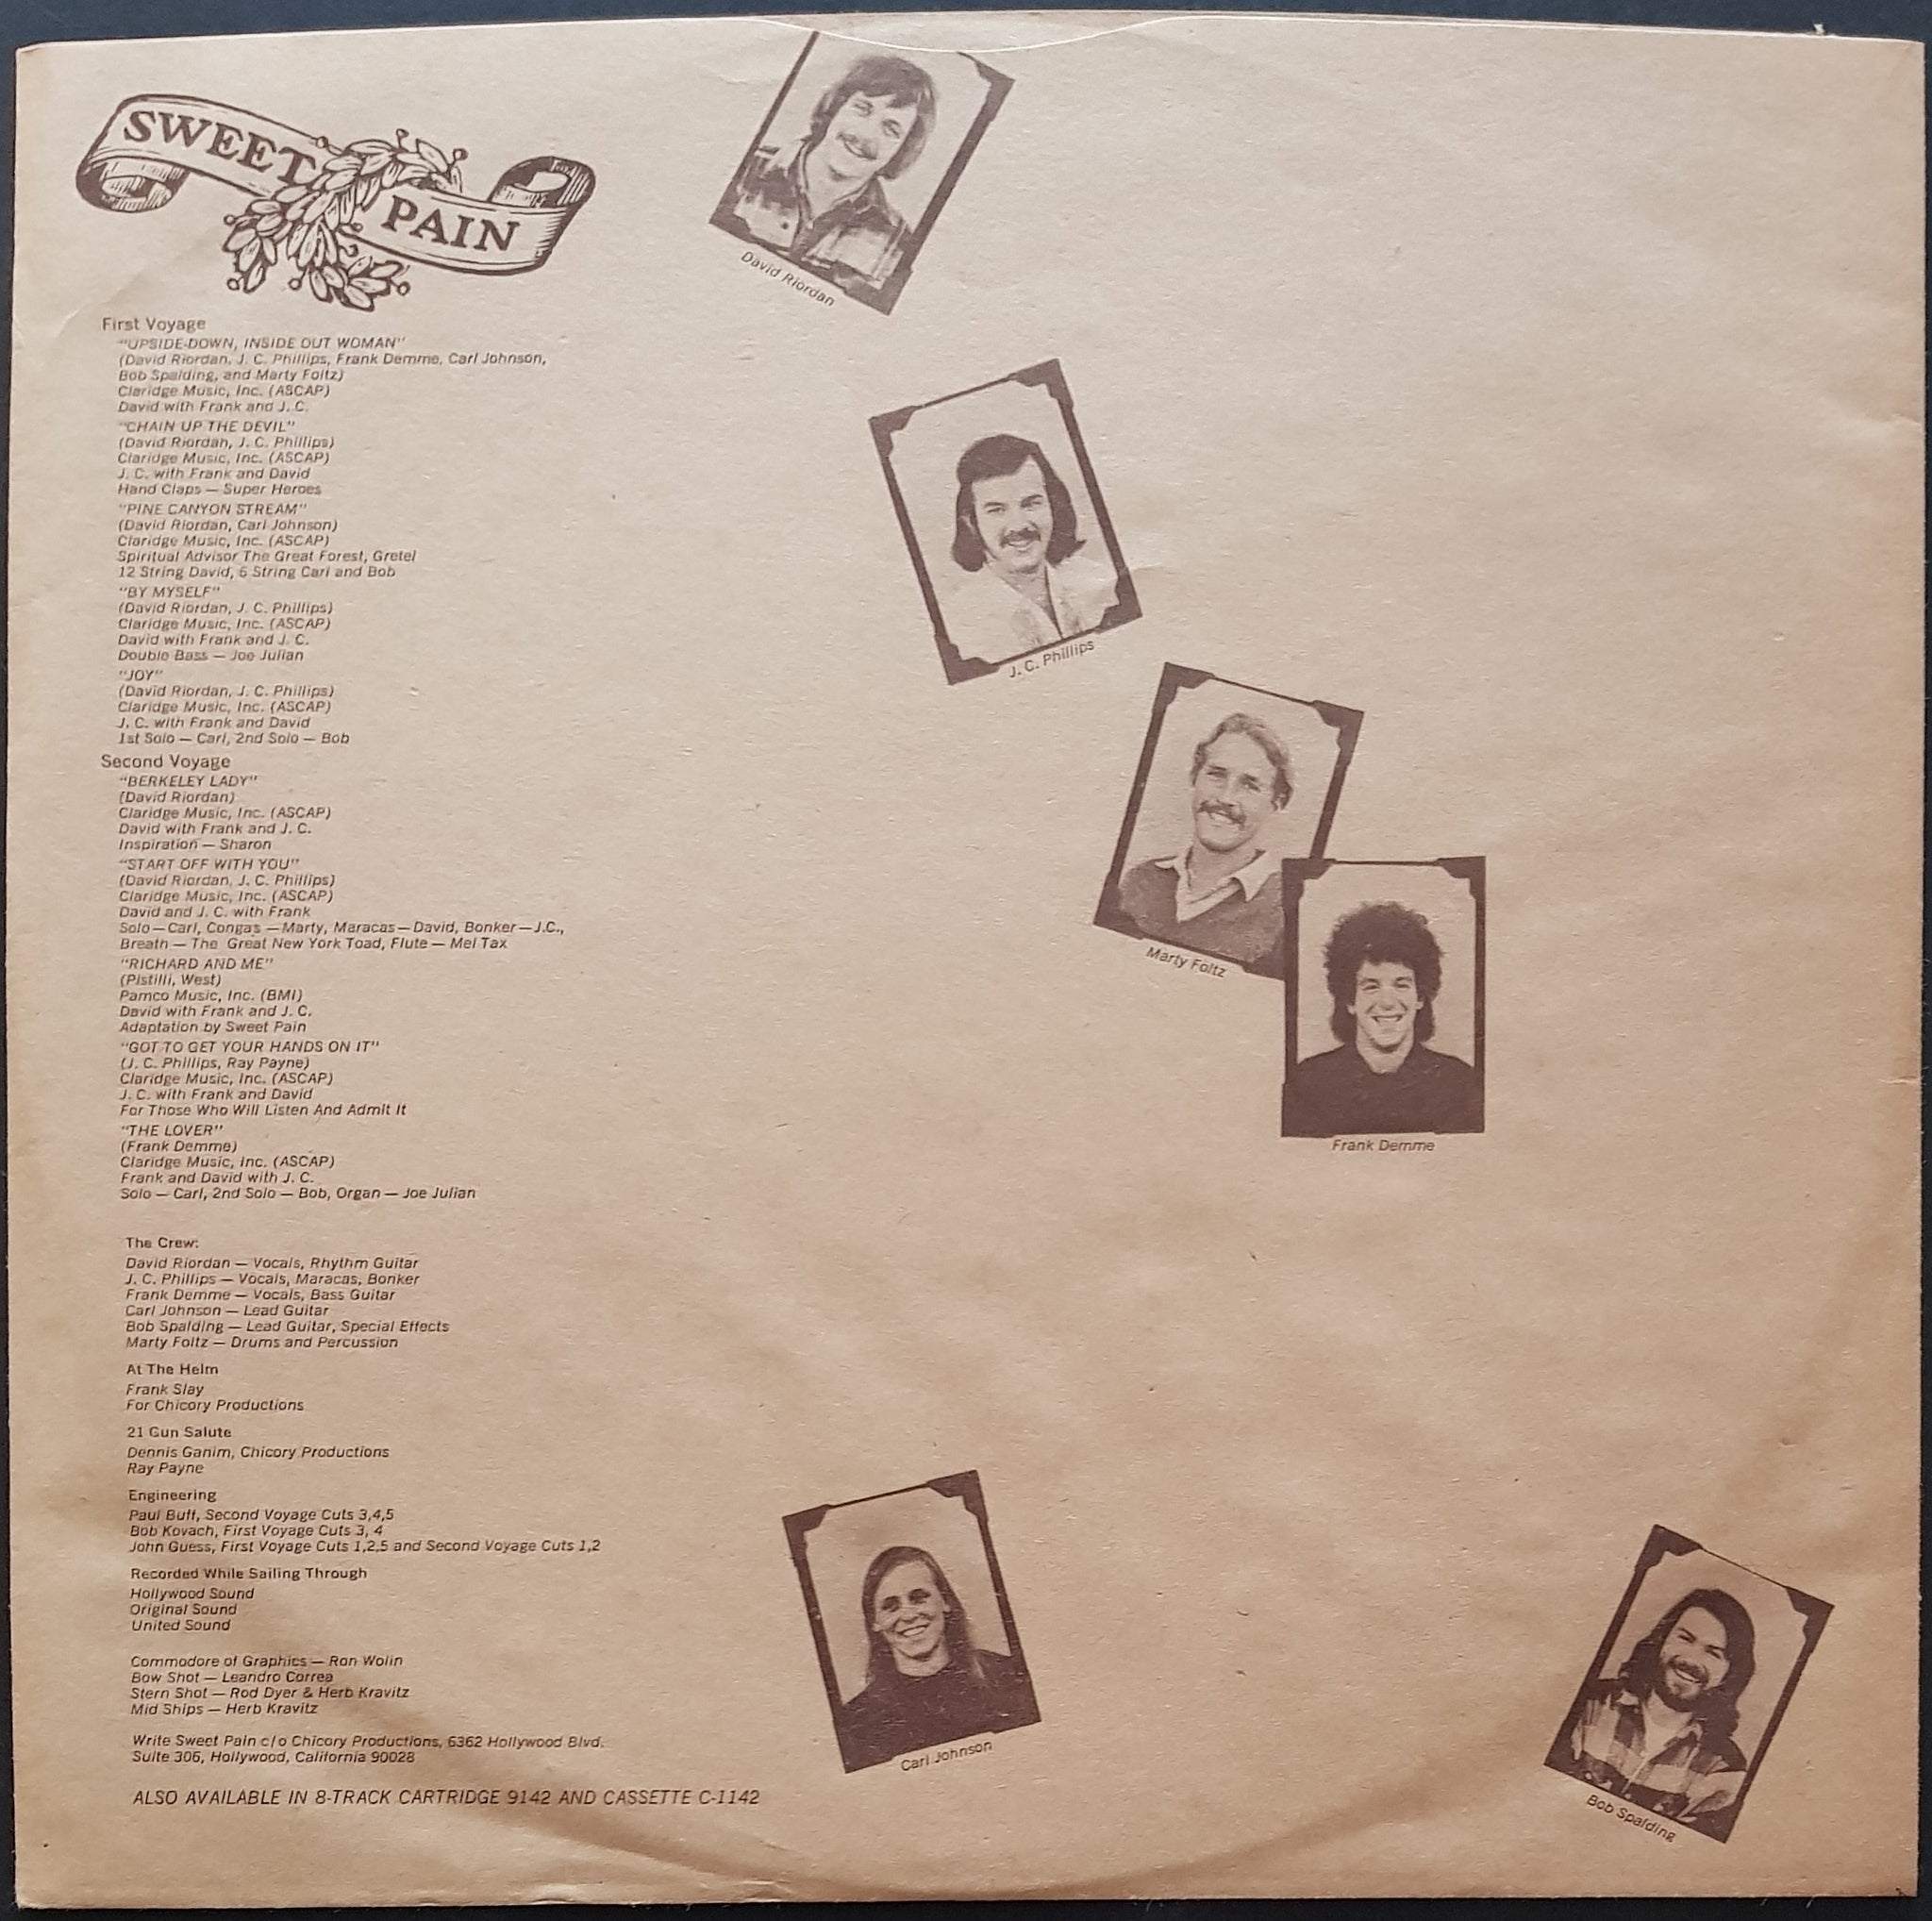 SWEET
PAIN
First Voyage
"UPSIDE-DOWN, INSIDE OUT WOMAN"
(David Riordan, J. C. Phillips, Frank Demme, Carl Johnson,
Bob Spalding, and Marty Foltz)
Claridge Music, Inc. (ASCAP)
David with Frank and J. C.
"CHAIN UP THE DEVIL"
(David Riordan, J. C. Phillips)
Claridge Music, Inc. (ASCAP)
J. C. with Frank and David
Hand Claps — Super Heroes
"PINE CANYON STREAM"
(David Riordan, Carl Johnson)
Claridge Music, Inc. (ASCAP)
Spiritual Advisor The Great Forest, Gretel
12 String David, 6 String Carl and Bob
"BY MYSELF"
(David Riordan, J. C. Phillips)
Claridge Music, Inc. (ASCAP)
David with Frank and J. C.
Double Bass — Joe Julian
"JOY"
(David Riordan, J. C. Phillips)
Claridge Music, Inc. (ASCAP)
J. C. with Frank and David
1st Solo — Carl, 2nd Solo — Bob
Second Voyage
"BERKELEY LADY"
(David Riordan)
Claridge Music, Inc. (ASCAP)
David with Frank and J. C.
Inspiration — Sharon
"START OFF WITH YOU"
(David Riordan, J. C. Phillips)
Claridge Music, Inc. (ASCAP)
David and J. C. with Frank
Solo — Carl, Congas — Marty, Maracas — David, Bonker — J.C.,
Breath — The Great New York Toad, Flute — Mel Tax
"RICHARD AND ME"
(Pistilli, West)
Pamco Music, Inc. (BMI)
David with Frank and J. C.
Adaptation by Sweet Pain
"GOT TO GET YOUR HANDS ON IT"
(J. C. Phillips, Ray Payne)
Claridge Music, Inc. (ASCAP)
J. C. with Frank and David
For Those Who Will Listen And Admit It
"THE LOVER"
(Frank Demme)
Claridge Music, Inc. (ASCAP)
Frank and David with J. C.
Solo — Carl, 2nd Solo — Bob, Organ — Joe Julian
The Crew:
David Riordan — Vocals, Rhythm Guitar
J. C. Phillips — Vocals, Maracas, Bonker
Frank Demme — Vocals, Bass Guitar
Carl Johnson — Lead Guitar
Bob Spalding — Lead Guitar, Special Effects
Marty Foltz — Drums and Percussion
At The Helm
Frank Slay
For Chicory Productions
21 Gun Salute
Dennis Ganim, Chicory Productions
Ray Payne
Engineering
Paul Buff, Second Voyage Cuts 3,4,5
Bob Kovach, First Voyage Cuts 3, 4
John Guess, First Voyage Cuts 1,2,5 and Second Voyage Cuts 1,2
Recorded While Sailing Through
Hollywood Sound
Original Sound
United Sound
Commodore of Graphics — Ron Wolin
Bow Shot — Leandro Correa
Stern Shot — Rod Dyer & Herb Kravitz
Mid Ships — Herb Kravitz
Write Sweet Pain c/o Chicory Productions, 6362 Hollywood Blvd.
Suite 306, Hollywood, California 90028
ALSO AVAILABLE IN 8-TRACK CARTRIDGE 9142 AND CASSETTE C-1142
David Riordan
J. C. Phillips
Marty Foltz
Frank Demme
Carl Johnson
Bob Spalding